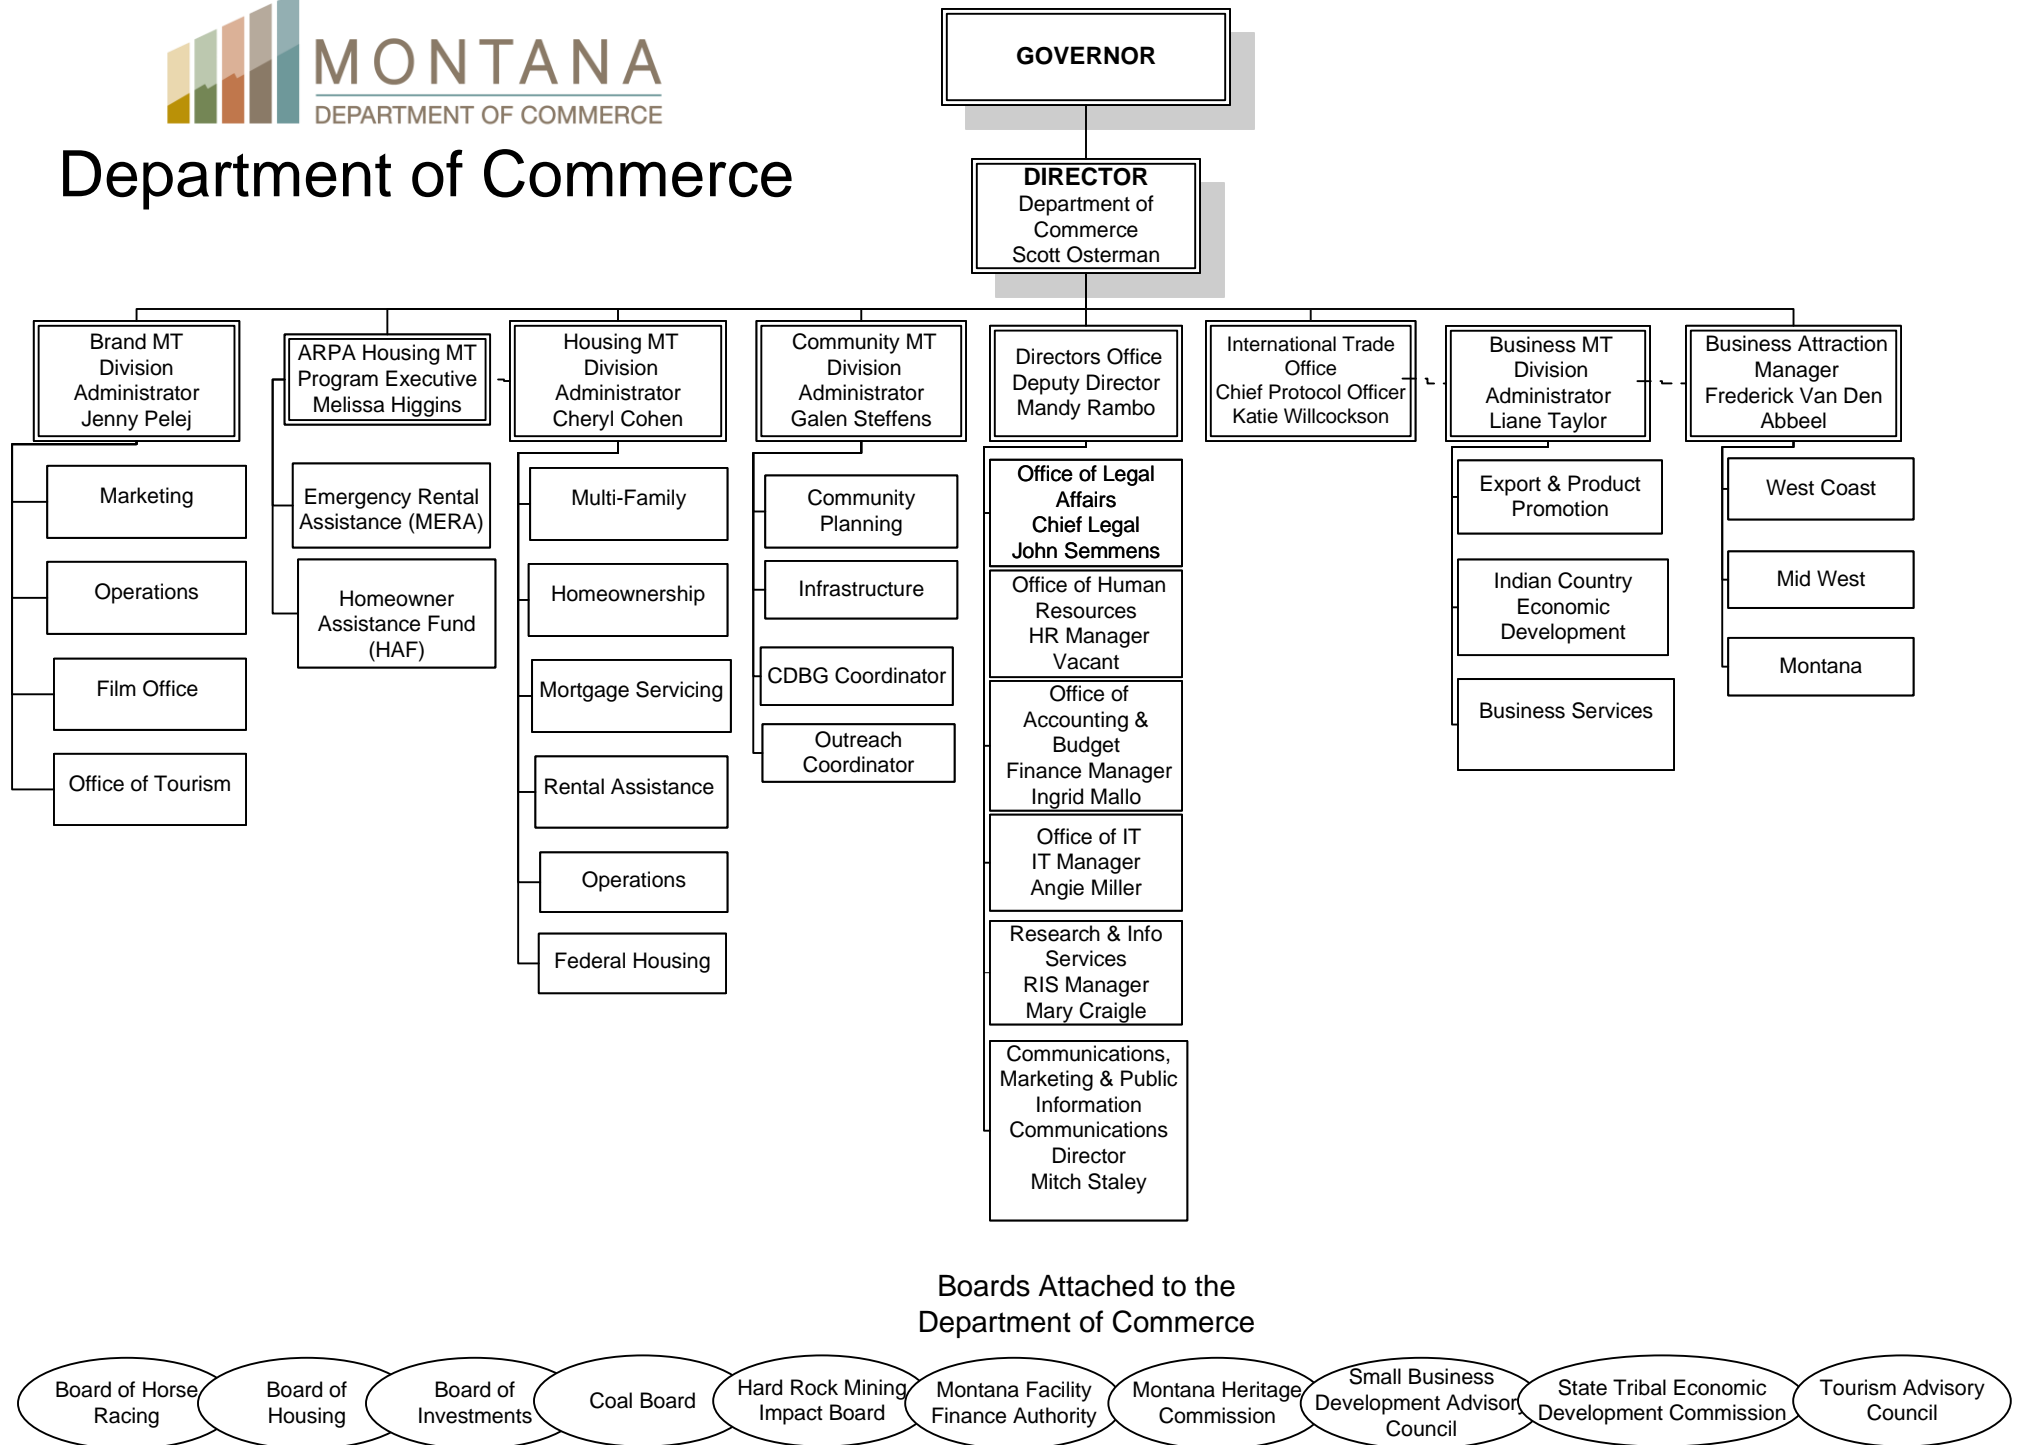 MONTANA
DEPARTMENT OF COMMERCE
Department of Commerce
GOVERNOR
DIRECTOR
Department of
Commerce
Scott Osterman
Brand MT
Division
Administrator
Jenny Pelej
ARPA Housing MT
Program Executive
Melissa Higgins
Housing MT
Division
Administrator
Cheryl Cohen
Community MT
Division
Administrator
Galen Steffens
Directors Office
Deputy Director
Mandy Rambo
International Trade
Office
Chief Protocol Officer
Katie Willcockson
Business MT
Division
Administrator
Liane Taylor
Business Attraction
Manager
Frederick Van Den
Abbeel
Marketing
Operations
Film Office
Office of Tourism
Emergency Rental
Assistance (MERA)
Homeowner
Assistance Fund
(HAF)
Multi-Family
Homeownership
Mortgage Servicing
Rental Assistance
Operations
Federal Housing
Community
Planning
Infrastructure
CDBG Coordinator
Outreach
Coordinator
Office of Legal
Affairs
Chief Legal
John Semmens
Office of Human
Resources
HR Manager
Vacant
Office of
Accounting &
Budget
Finance Manager
Ingrid Mallo
Office of IT
IT Manager
Angie Miller
Research & Info
Services
RIS Manager
Mary Craigle
Communications,
Marketing & Public
Information
Communications
Director
Mitch Staley
Export & Product
Promotion
Indian Country
Economic
Development
Business Services
West Coast
Mid West
Montana
Boards Attached to the
Department of Commerce
Board of Horse
Racing
Board of
Housing
Board of
Investments
Coal Board
Hard Rock Mining
Impact Board
Montana Facility
Finance Authority
Montana Heritage
Commission
Small Business
Development Advisory
Council
State Tribal Economic
Development Commission
Tourism Advisory
Council